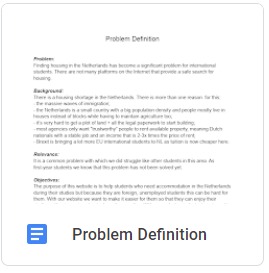 Problem Definition
Problem:
Finding housing in the Netherlands has become a significant problem for international
students. There are not many platforms on the Internet that provide a safe search for
housing.
Background:
There is a housing shortage in the Netherlands. There is more than one reason for this:
- the massive waves of immigration;
- the Netherlands is a small country with a big population density and people mostly live in
houses instead of blocks while having to maintain agriculture too;
- it's very hard to get a plot of land + all the legal paperwork to start building;
- most agencies only want "trustworthy" people to rent available property, meaning Dutch
nationals with a stable job and an income that is 2-3x times the price of rent;
- Brexit is bringing a lot more EU international students to NL as tuition is now cheaper here.
Relevance:
It is a common problem with which we did struggle like other students in this area. As
first year students we know that this problem has not been solved yet.
Objectives:
The purpose of this website is to help students who need accommodation in the Netherlands
during their studies but because they are foreign, unemployed students this can be hard for
them. With our website we want to make it easier for them so that they can enjoy their
Problem Definition